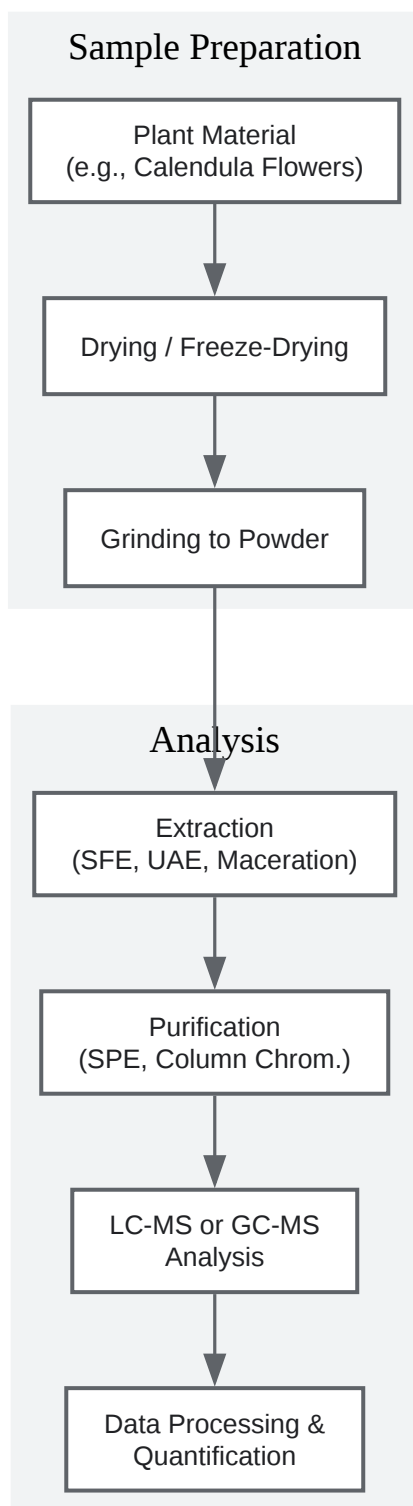 Sample Preparation
Plant Material
(e.g., Calendula Flowers)
Drying / Freeze-Drying
Grinding to Powder
Analysis
Extraction
(SFE, UAE, Maceration)
Purification
(SPE, Column Chrom.)
LC-MS or GC-MS
Analysis
Data Processing &
Quantification